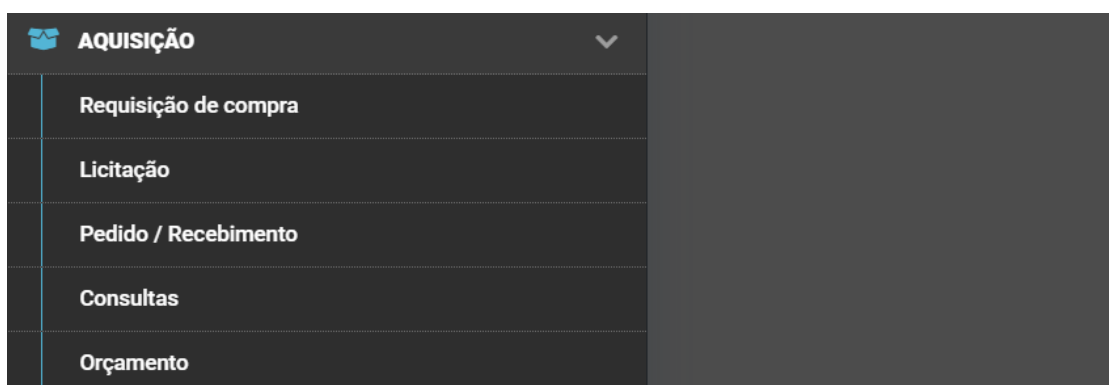 AQUISIÇÃO
Requisição de compra
Licitação
Pedido / Recebimento
Consultas
Orçamento